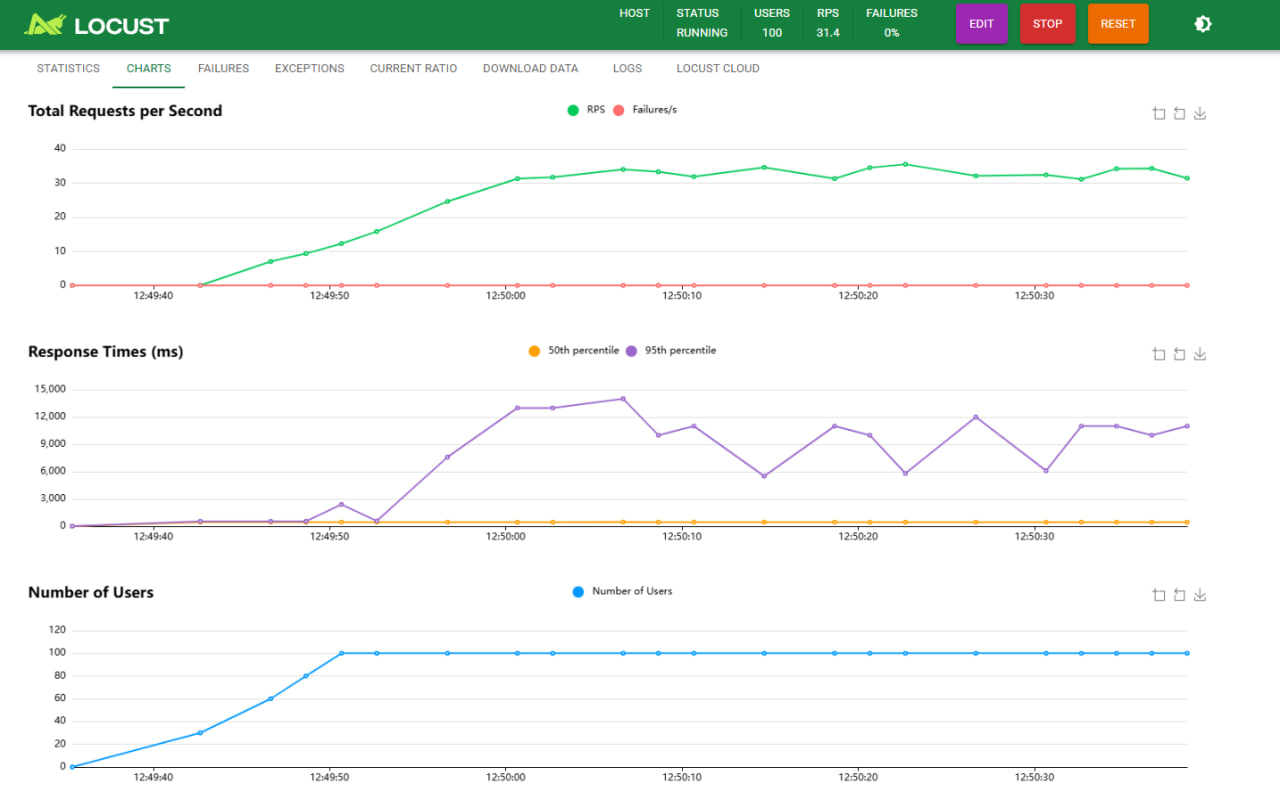 LOCUST
HOST STATUS USERS RPS FAILURES
RUNNING 100 31.4 0%
EDIT STOP RESET
STATISTICS CHARTS FAILURES EXCEPTIONS CURRENT RATIO DOWNLOAD DATA LOGS LOCUST CLOUD
Total Requests per Second
RPS Failures/s
40
30
20
10
0
12:49:40 12:49:50 12:50:00 12:50:10 12:50:20 12:50:30
Response Times (ms)
50th percentile 95th percentile
15,000
12,000
9,000
6,000
3,000
0
12:49:40 12:49:50 12:50:00 12:50:10 12:50:20 12:50:30
Number of Users
Number of Users
120
100
80
60
40
20
0
12:49:40 12:49:50 12:50:00 12:50:10 12:50:20 12:50:30